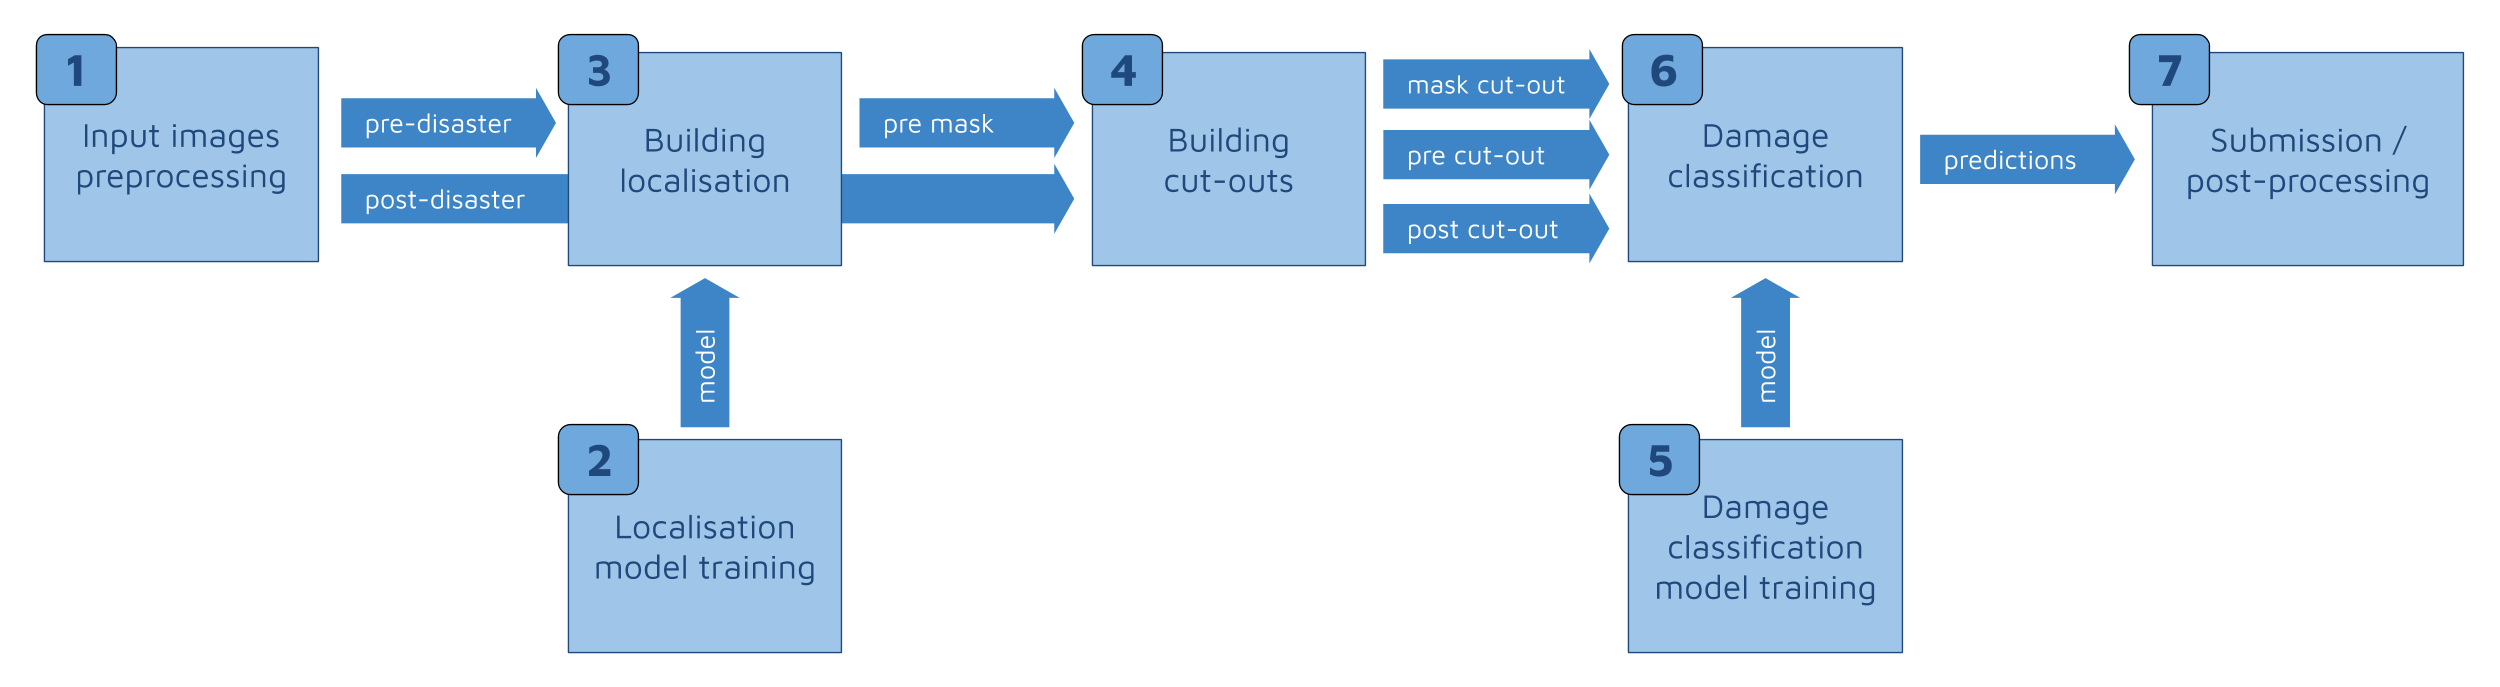 1
Input images
preprocessing
pre-disaster
post-disaster
3
Building
localisation
pre mask
4
Building
cut-outs
mask cut-out
pre cut-out
post cut-out
6
Damage
classification
predictions
7
Submission /
post-processing
model
model
2
Localisation
model training
5
Damage
classification
model training